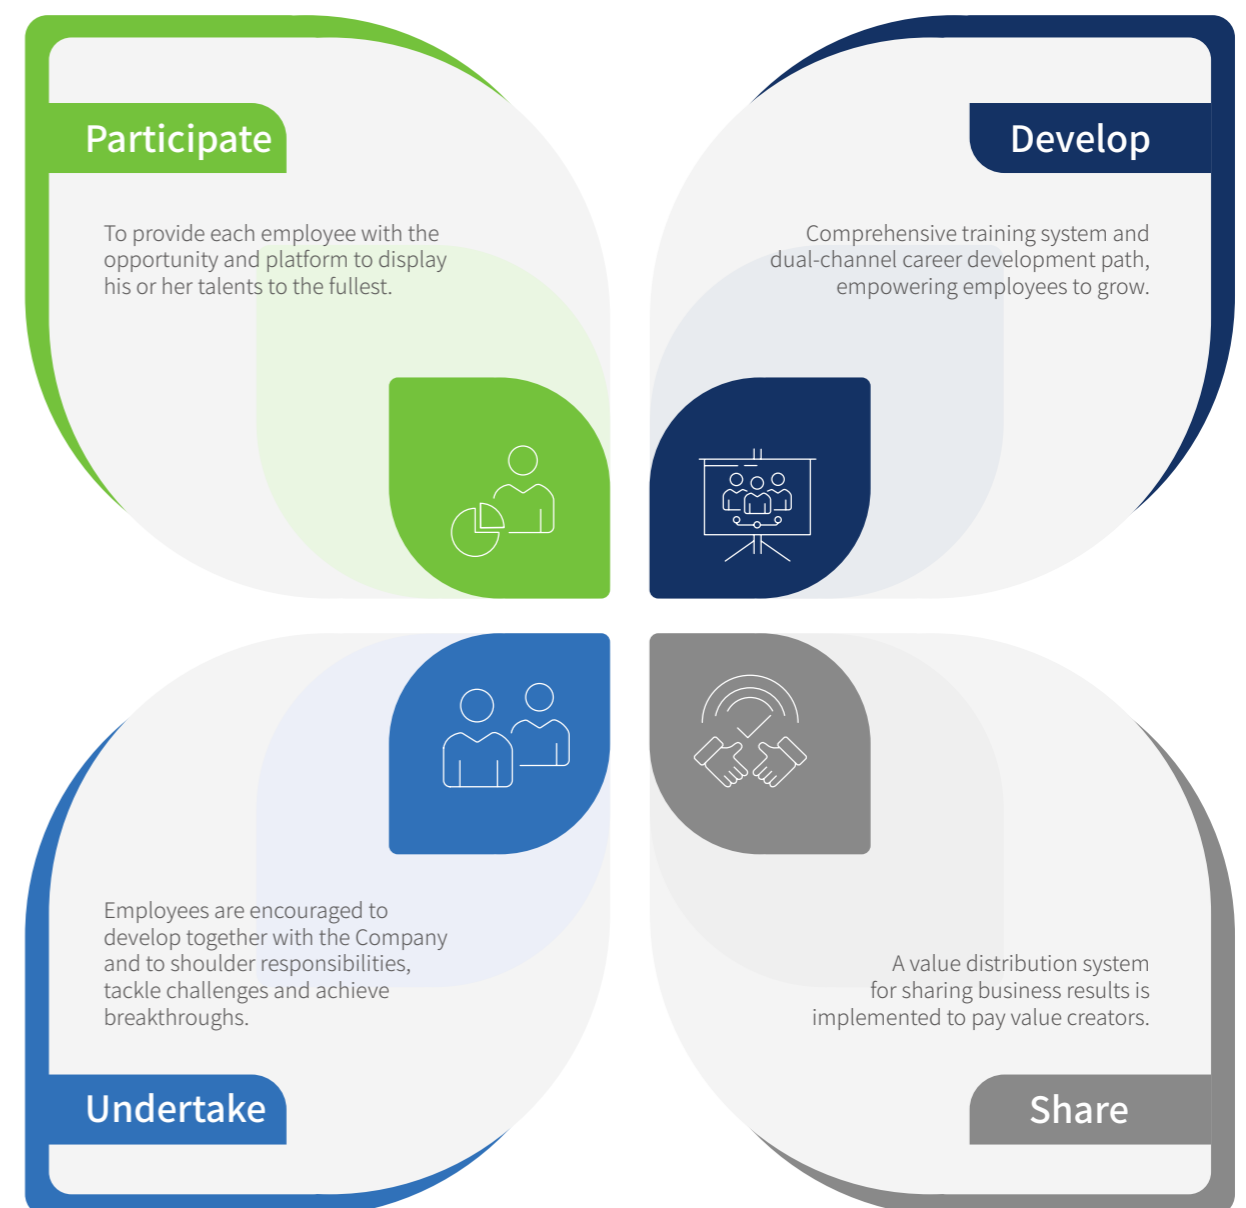 Participate
To provide each employee with the
opportunity and platform to display
his or her talents to the fullest.
Develop
Comprehensive training system and
dual-channel career development path,
empowering employees to grow.
Employees are encouraged to
develop together with the Company
and to shoulder responsibilities,
tackle challenges and achieve
breakthroughs.
Undertake
A value distribution system
for sharing business results is
implemented to pay value creators.
Share